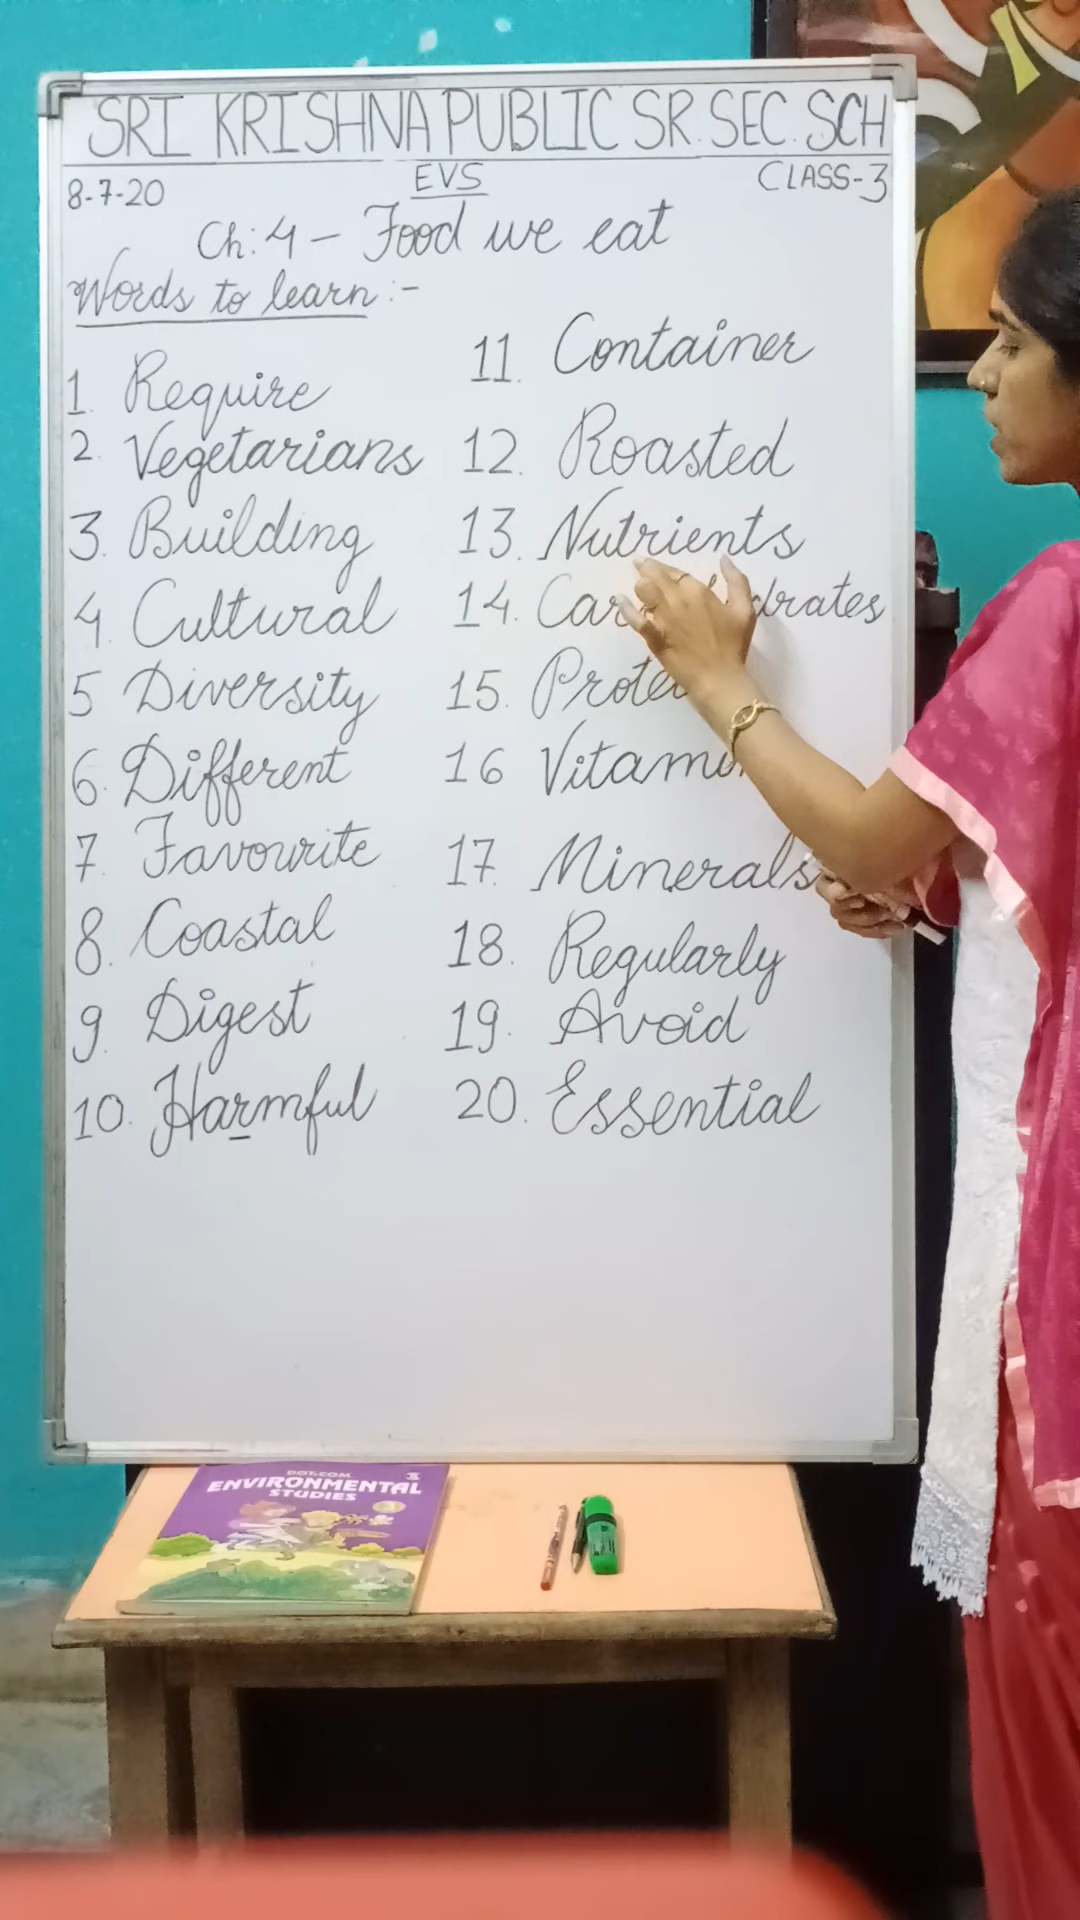 SRI KRISHNA PUBLIC SR. SEC. SCH
8-7-20 EVS CLASS-3
Ch: 4 - Food we eat
Words to learn :-
1. Require
2. Vegetarians
3. Building
4. Cultural
5 Diversity
6. Different
7. Favourite
8. Coastal
9. Digest
10. Harmful
11. Container
12. Roasted
13. Nutrients
14.
15.
16
17. Minerals
18. Regularly
19. Avoid
20. Essential
DOT.COM
ENVIRONMENTAL
STUDIES